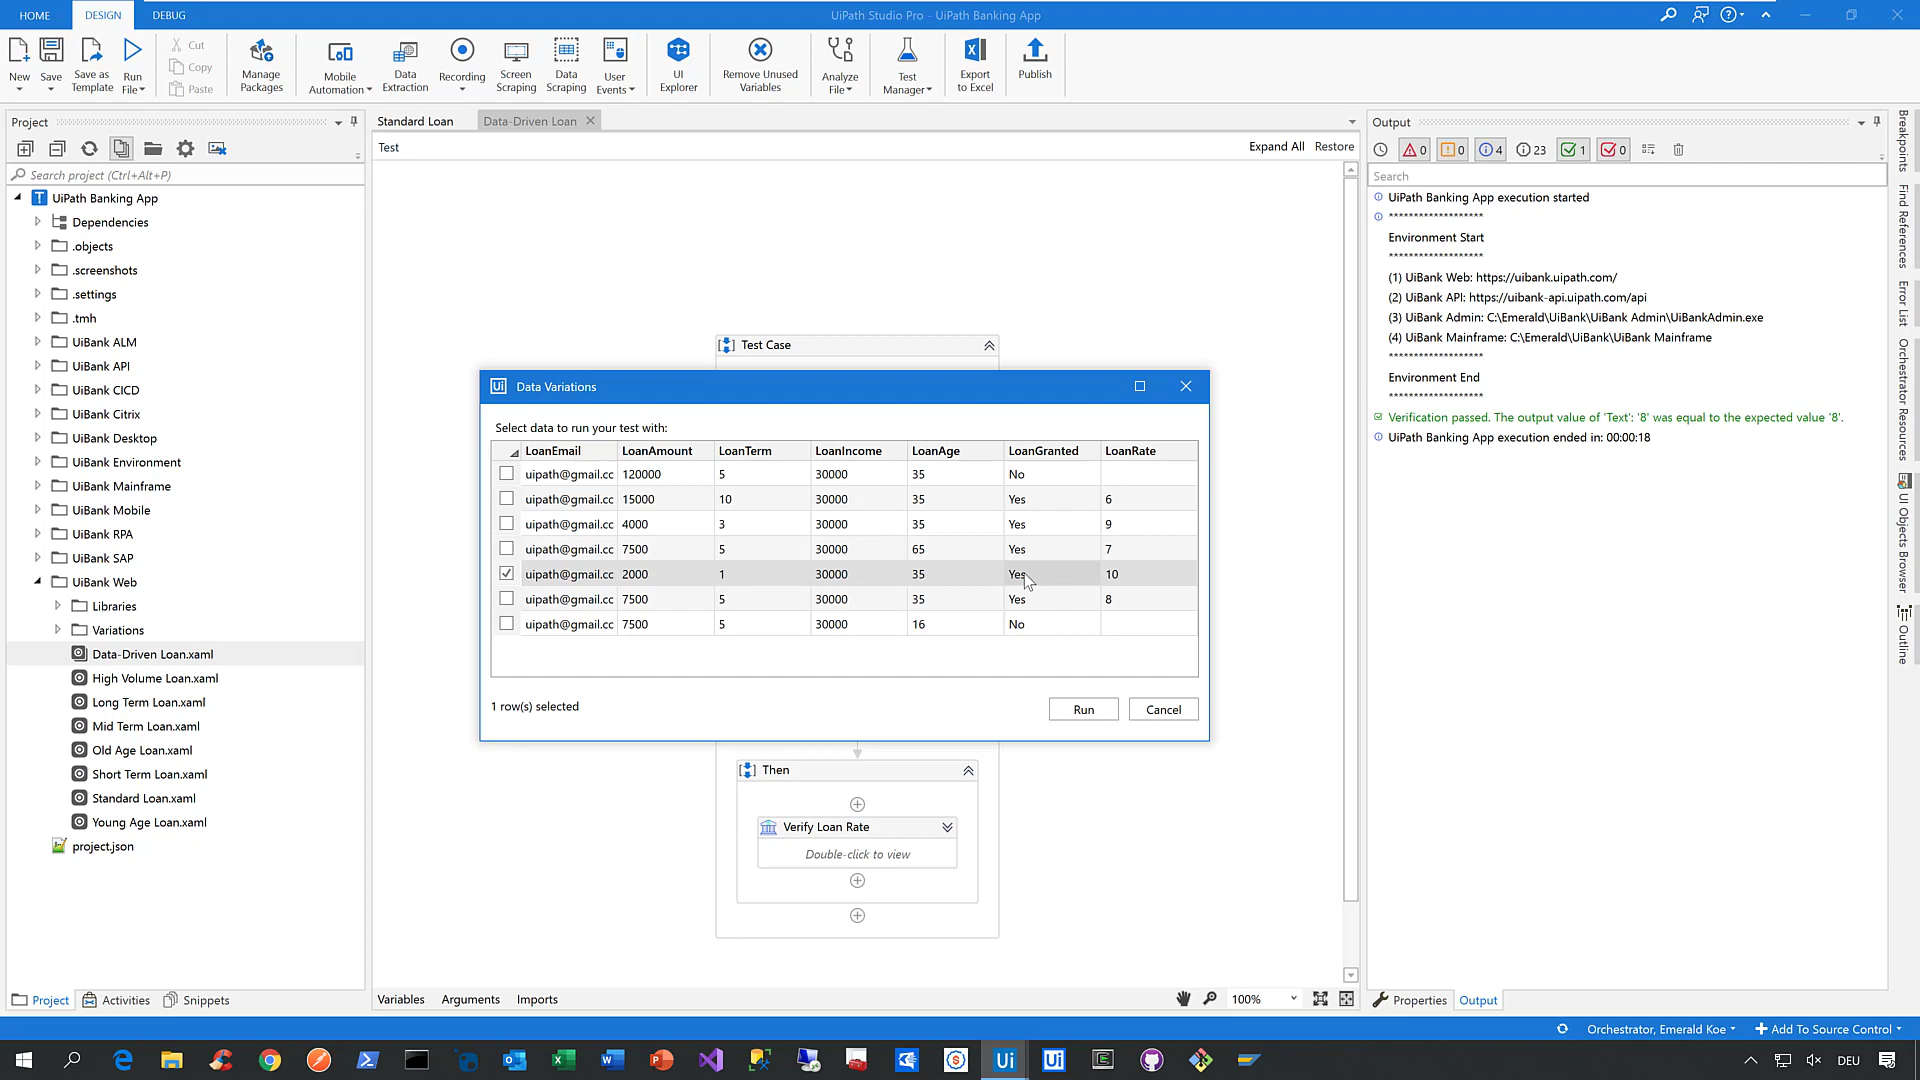 HOME
DESIGN
DEBUG
UiPath Studio Pro - UiPath Banking App
New
Save
Save as Template
Run File
Cut
Copy
Paste
Manage Packages
Mobile Automation
Data Extraction
Recording
Screen Scraping
Data Scraping
User Events
UI Explorer
Remove Unused Variables
Analyze File
Test Manager
Export to Excel
Publish
Project
Search project (Ctrl+Alt+P)
UiPath Banking App
Dependencies
.objects
.screenshots
.settings
.tmh
UiBank ALM
UiBank API
UiBank CICD
UiBank Citrix
UiBank Desktop
UiBank Environment
UiBank Mainframe
UiBank Mobile
UiBank RPA
UiBank SAP
UiBank Web
Libraries
Variations
Data-Driven Loan.xaml
High Volume Loan.xaml
Long Term Loan.xaml
Mid Term Loan.xaml
Old Age Loan.xaml
Short Term Loan.xaml
Standard Loan.xaml
Young Age Loan.xaml
project.json
Project
Activities
Snippets
Standard Loan
Data-Driven Loan
Test
Expand All
Restore
Test Case
Data Variations
Select data to run your test with:
LoanEmail LoanAmount LoanTerm LoanIncome LoanAge LoanGranted LoanRate
uipath@gmail.cc 120000 5 30000 35 No
uipath@gmail.cc 15000 10 30000 35 Yes 6
uipath@gmail.cc 4000 3 30000 35 Yes 9
uipath@gmail.cc 7500 5 30000 65 Yes 7
uipath@gmail.cc 2000 1 30000 35 Yes 10
uipath@gmail.cc 7500 5 30000 35 Yes 8
uipath@gmail.cc 7500 5 30000 16 No
1 row(s) selected
Run
Cancel
Then
Verify Loan Rate
Double-click to view
Variables
Arguments
Imports
100%
Output
0
0
4
23
1
0
Search
UiPath Banking App execution started
*******************
Environment Start
*******************
(1) UiBank Web: https://uibank.uipath.com/
(2) UiBank API: https://uibank-api.uipath.com/api
(3) UiBank Admin: C:\Emerald\UiBank\UiBank Admin\UiBankAdmin.exe
(4) UiBank Mainframe: C:\Emerald\UiBank\UiBank Mainframe
*******************
Environment End
*******************
Verification passed. The output value of 'Text': '8' was equal to the expected value '8'.
UiPath Banking App execution ended in: 00:00:18
Properties
Output
Breakpoints
Find References
Error List
Orchestrator Resources
UI Objects Browser
Outline
Orchestrator, Emerald Koe
Add To Source Control
DEU